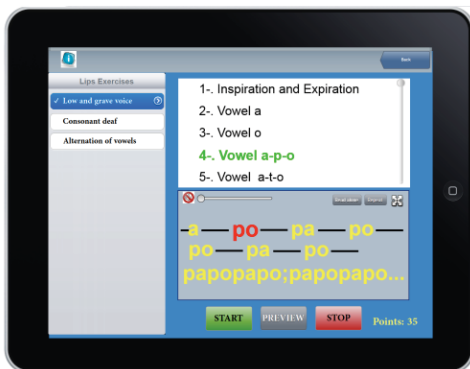 Back
Lips Exercises
✓ Low and grave voice
Consonant deaf
Alternation of vowels
1-. Inspiration and Expiration
2-. Vowel a
3-. Vowel o
4-. Vowel a-p-o
5-. Vowel a-t-o
a — po — pa — po —
po — pa — po —
papopapo;papopapo...
START PREVIEW STOP Points: 35